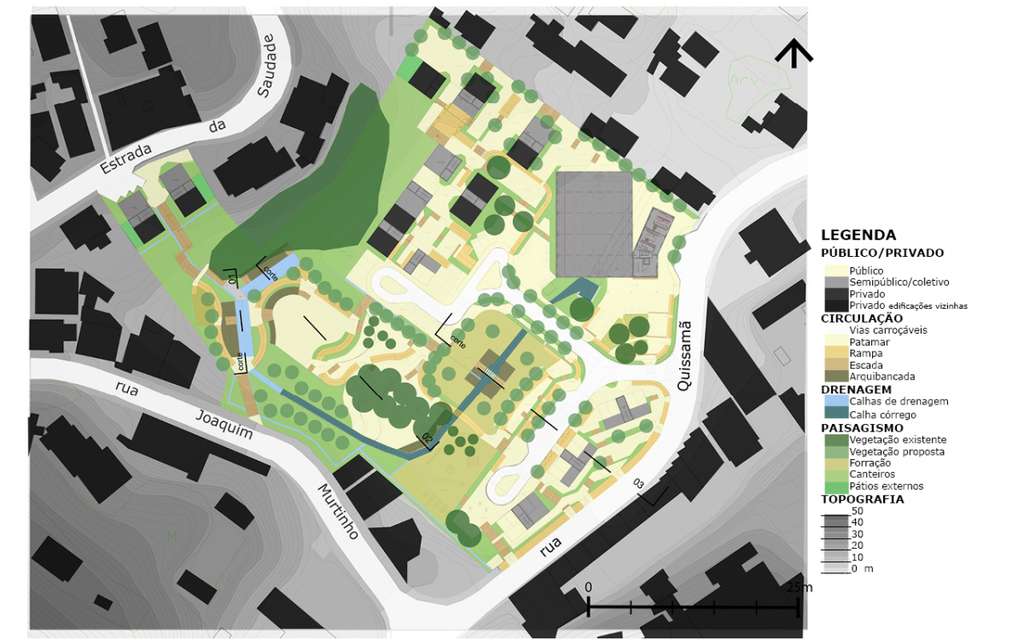 Estrada da Saudade
01
corte
corte
corte
02
rua Joaquim Murtinho
Quissamã
rua
03
0 25m
LEGENDA
PÚBLICO/PRIVADO
Público
Semipúblico/coletivo
Privado
Privado edificações vizinhas
CIRCULAÇÃO
Vias carroçáveis
Patamar
Rampa
Escada
Arquibancada
DRENAGEM
Calhas de drenagem
Calha córrego
PAISAGISMO
Vegetação existente
Vegetação proposta
Forração
Canteiros
Pátios externos
TOPOGRAFIA
50
40
30
20
10
0 m